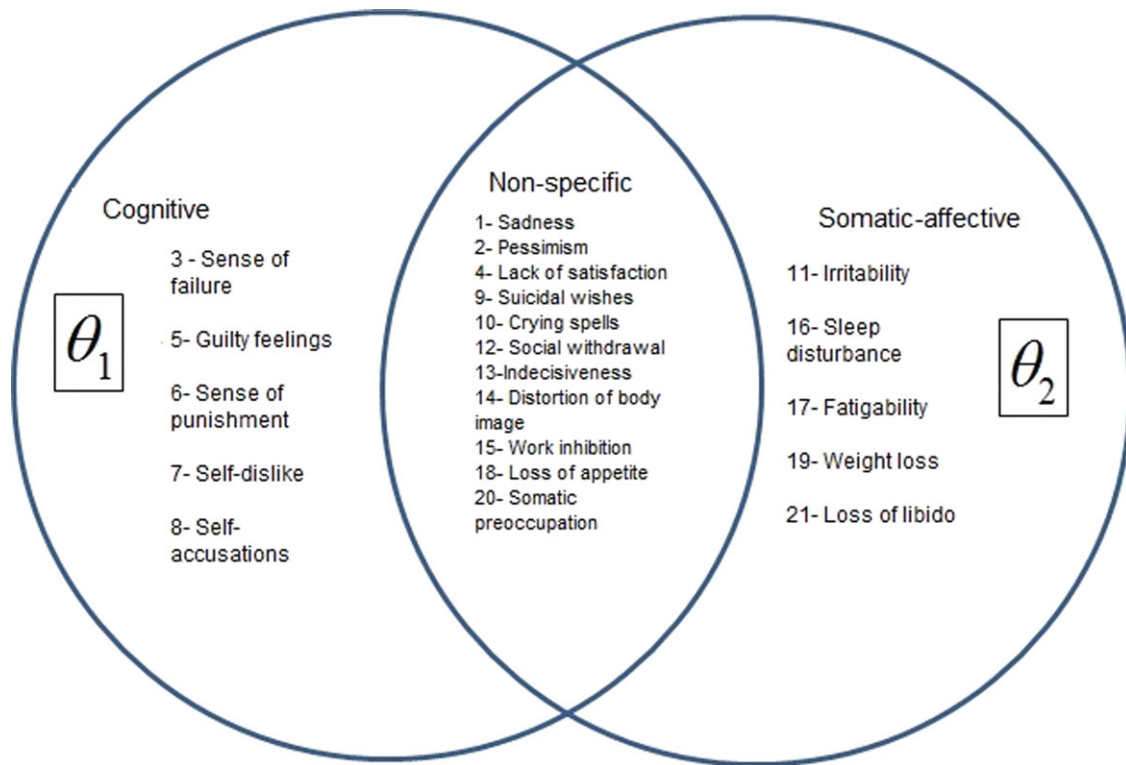 Cognitive
3 - Sense of
failure
5- Guilty feelings
6- Sense of
punishment
7- Self-dislike
8- Self-
accusations
θ1
Non-specific
1- Sadness
2- Pessimism
4- Lack of satisfaction
9- Suicidal wishes
10- Crying spells
12- Social withdrawal
13-Indecisiveness
14- Distortion of body
image
15- Work inhibition
18- Loss of appetite
20- Somatic
preoccupation
Somatic-affective
11- Irritability
16- Sleep
disturbance
17- Fatigability
19- Weight loss
21- Loss of libido
θ2